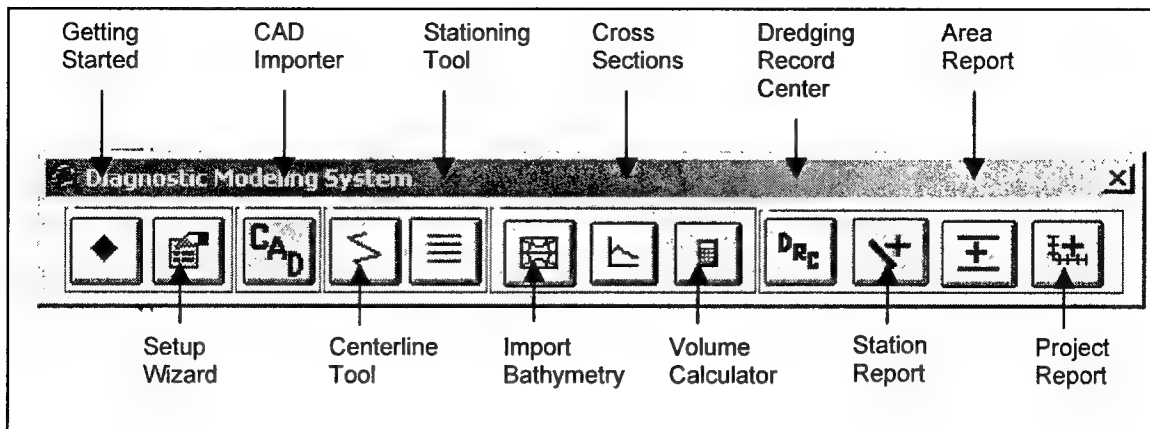 Getting
Started
CAD
Importer
Stationing
Tool
Cross
Sections
Dredging
Record
Center
Area
Report
Diagnostic Modeling System
CAD
DRC
Setup
Wizard
Centerline
Tool
Import
Bathymetry
Volume
Calculator
Station
Report
Project
Report